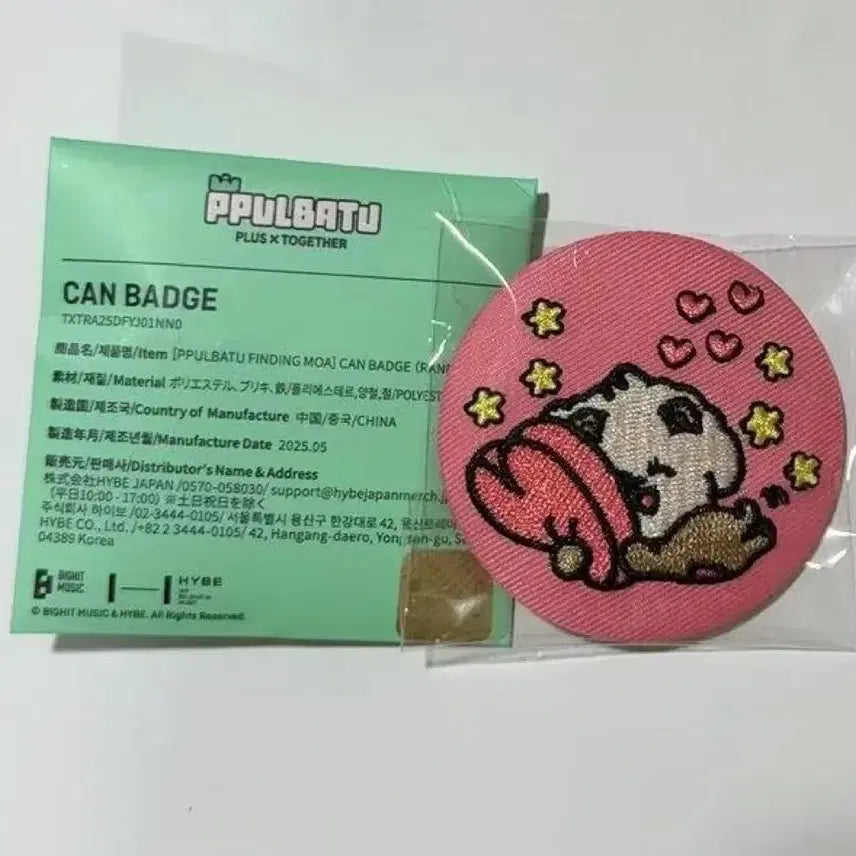 PPULBATU
PLUS X TOGETHER
CAN BADGE
TXTRA25DFYJ01NN0
商品名/제품명/Item [PPULBATU FINDING MOA] CAN BADGE
素材/재질/Material ポリエステル、ブリキ、鉄/폴리에스테르,양철,철/POLYEST
製造国/제조국/Country of Manufacture 中国/중국/CHINA
製造年月/제조년월/Manufacture Date 2025.05
販売元/판매사/Distributor's Name & Address
株式会社HYBE JAPAN /0570-058030/ support@hybejapanmerch.j
(平日10:00 - 17:00) ※土日祝日を除く
주식회사 하이브 /02-3444-0105/ 서울특별시 용산구 한강대로 42, 용산
HYBE CO., Ltd. /+82 2 3444-0105/ 42, Hangang-daero,
04389 Korea
BIGHIT
MUSIC
HYBE
© BIGHIT MUSIC & HYBE. All Rights Reserved.